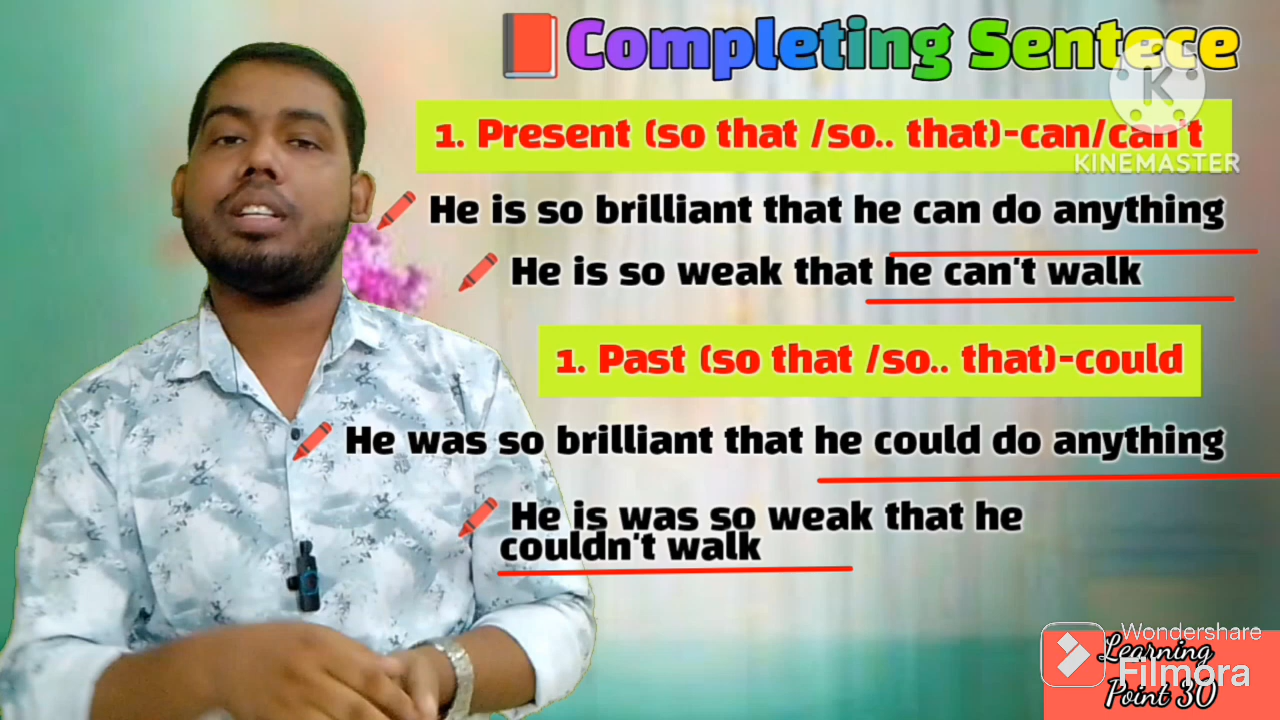 Completing Sentece
1. Present (so that /so.. that)-can/can't
KINEMASTER
He is so brilliant that he can do anything
He is so weak that he can't walk
1. Past (so that /so.. that)-could
He was so brilliant that he could do anything
He is was so weak that he
couldn't walk
Wondershare
Filmora
Learning
Point 30